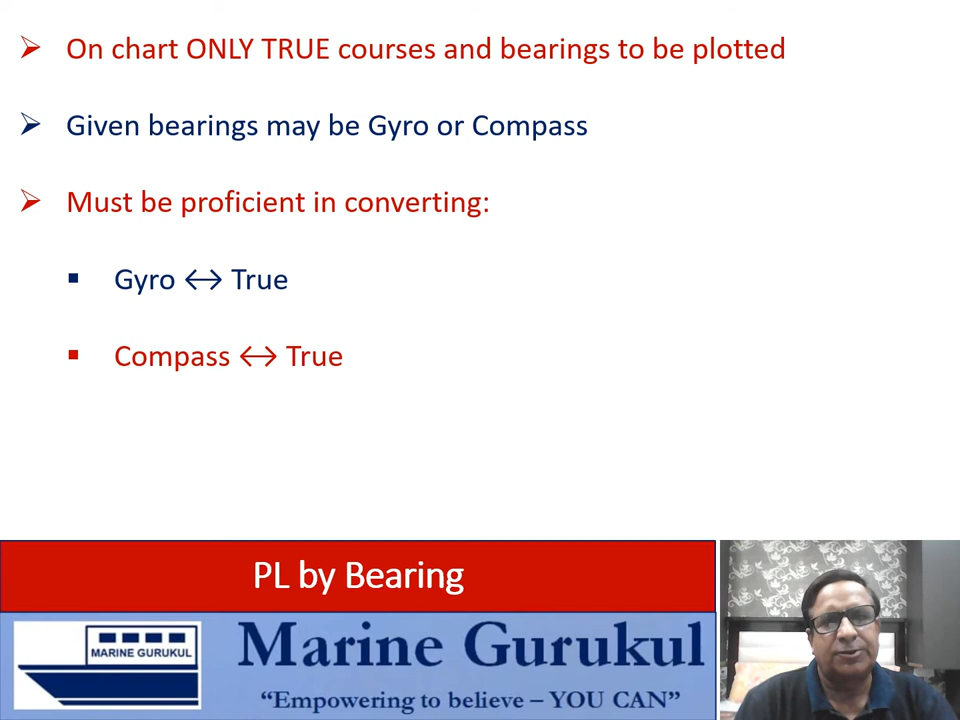 On chart ONLY TRUE courses and bearings to be plotted
Given bearings may be Gyro or Compass
Must be proficient in converting:
Gyro ↔ True
Compass ↔ True
PL by Bearing
MARINE GURUKUL
Marine Gurukul
“Empowering to believe – YOU CAN”